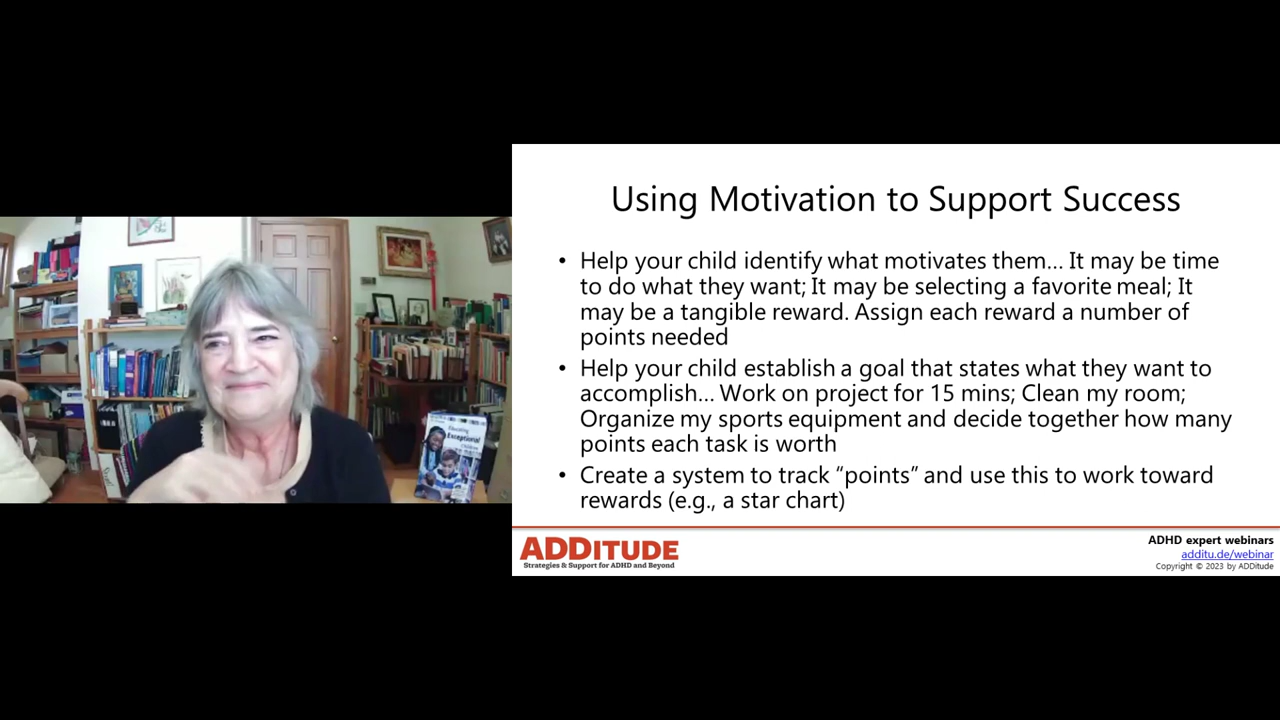 Using Motivation to Support Success
• Help your child identify what motivates them... It may be time
to do what they want; It may be selecting a favorite meal; It
may be a tangible reward. Assign each reward a number of
points needed
• Help your child establish a goal that states what they want to
accomplish... Work on project for 15 mins; Clean my room;
Organize my sports equipment and decide together how many
points each task is worth
• Create a system to track “points” and use this to work toward
rewards (e.g., a star chart)
ADDITUDE
Strategies & Support for ADHD and Beyond
ADHD expert webinars
additu.de/webinar
Copyright © 2023 by ADDitude
Educating
Exceptional
Children